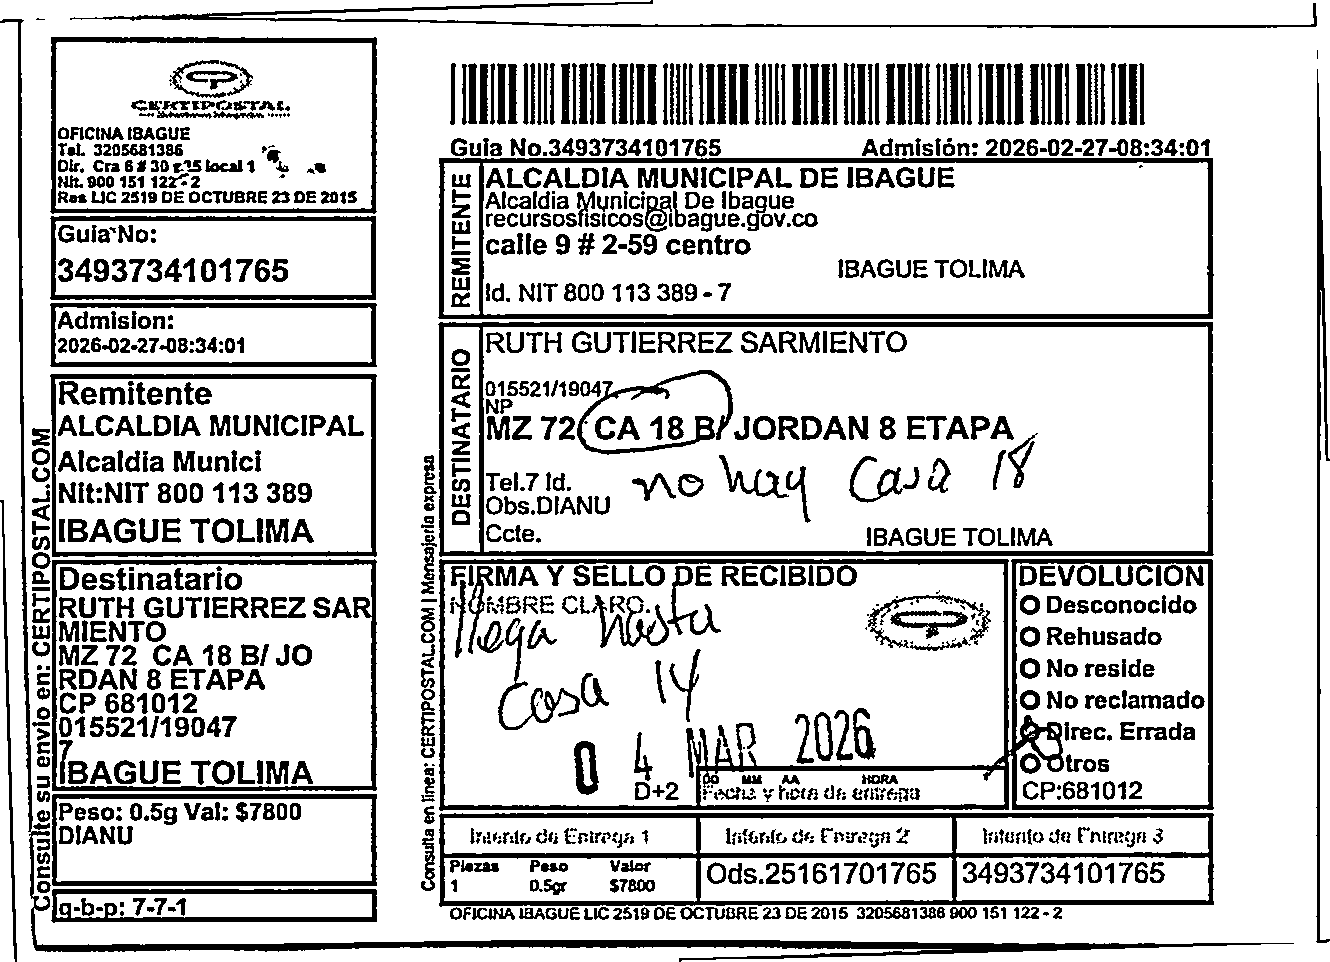 CERTIPOSTAL
OFICINA IBAGUE
Tel. 3205681386
Dir. Cra 6 # 30 g 15 local 1
Nit. 900 151 122 - 2
Res LIC 2519 DE OCTUBRE 23 DE 2015
Guia No:
3493734101765
Admision:
2026-02-27-08:34:01
Remitente
ALCALDIA MUNICIPAL
Alcaldia Munici
Nit:NIT 800 113 389
IBAGUE TOLIMA
Destinatario
RUTH GUTIERREZ SAR
MIENTO
MZ 72 CA 18 B/ JO
RDAN 8 ETAPA
CP 681012
015521/19047
7
IBAGUE TOLIMA
Peso: 0.5g Val: $7800
DIANU
g-b-p: 7-7-1
Consulte su envio en: CERTIPOSTAL.COM
Guia No.3493734101765
Admisión: 2026-02-27-08:34:01
REMITENTE
ALCALDIA MUNICIPAL DE IBAGUE
Alcaldia Municipal De Ibague
recursosfisicos@ibague.gov.co
calle 9 # 2-59 centro
IBAGUE TOLIMA
Id. NIT 800 113 389 - 7
DESTINATARIO
RUTH GUTIERREZ SARMIENTO
015521/19047
NP
MZ 72 CA 18 B/ JORDAN 8 ETAPA
no hay Casa 18
Tel.7 Id.
Obs.DIANU
Ccte.
IBAGUE TOLIMA
Consulta en linea: CERTIPOSTAL.COM | Mensajeria expresa
FIRMA Y SELLO DE RECIBIDO
NOMBRE CLARO.
llega hasta
Casa 14
04 MAR 2026
D+2
DD MM AA HORA
Fecha y hora de entrega
DEVOLUCION
Desconocido
Rehusado
No reside
No reclamado
Direc. Errada
Otros
CP:681012
Intento de Entrega 1
Intento de Entrega 2
Intento de Entrega 3
Piezas Peso Valor
1 0.5gr $7800
Ods.25161701765
3493734101765
OFICINA IBAGUE LIC 2519 DE OCTUBRE 23 DE 2015 3205681386 900 151 122 - 2